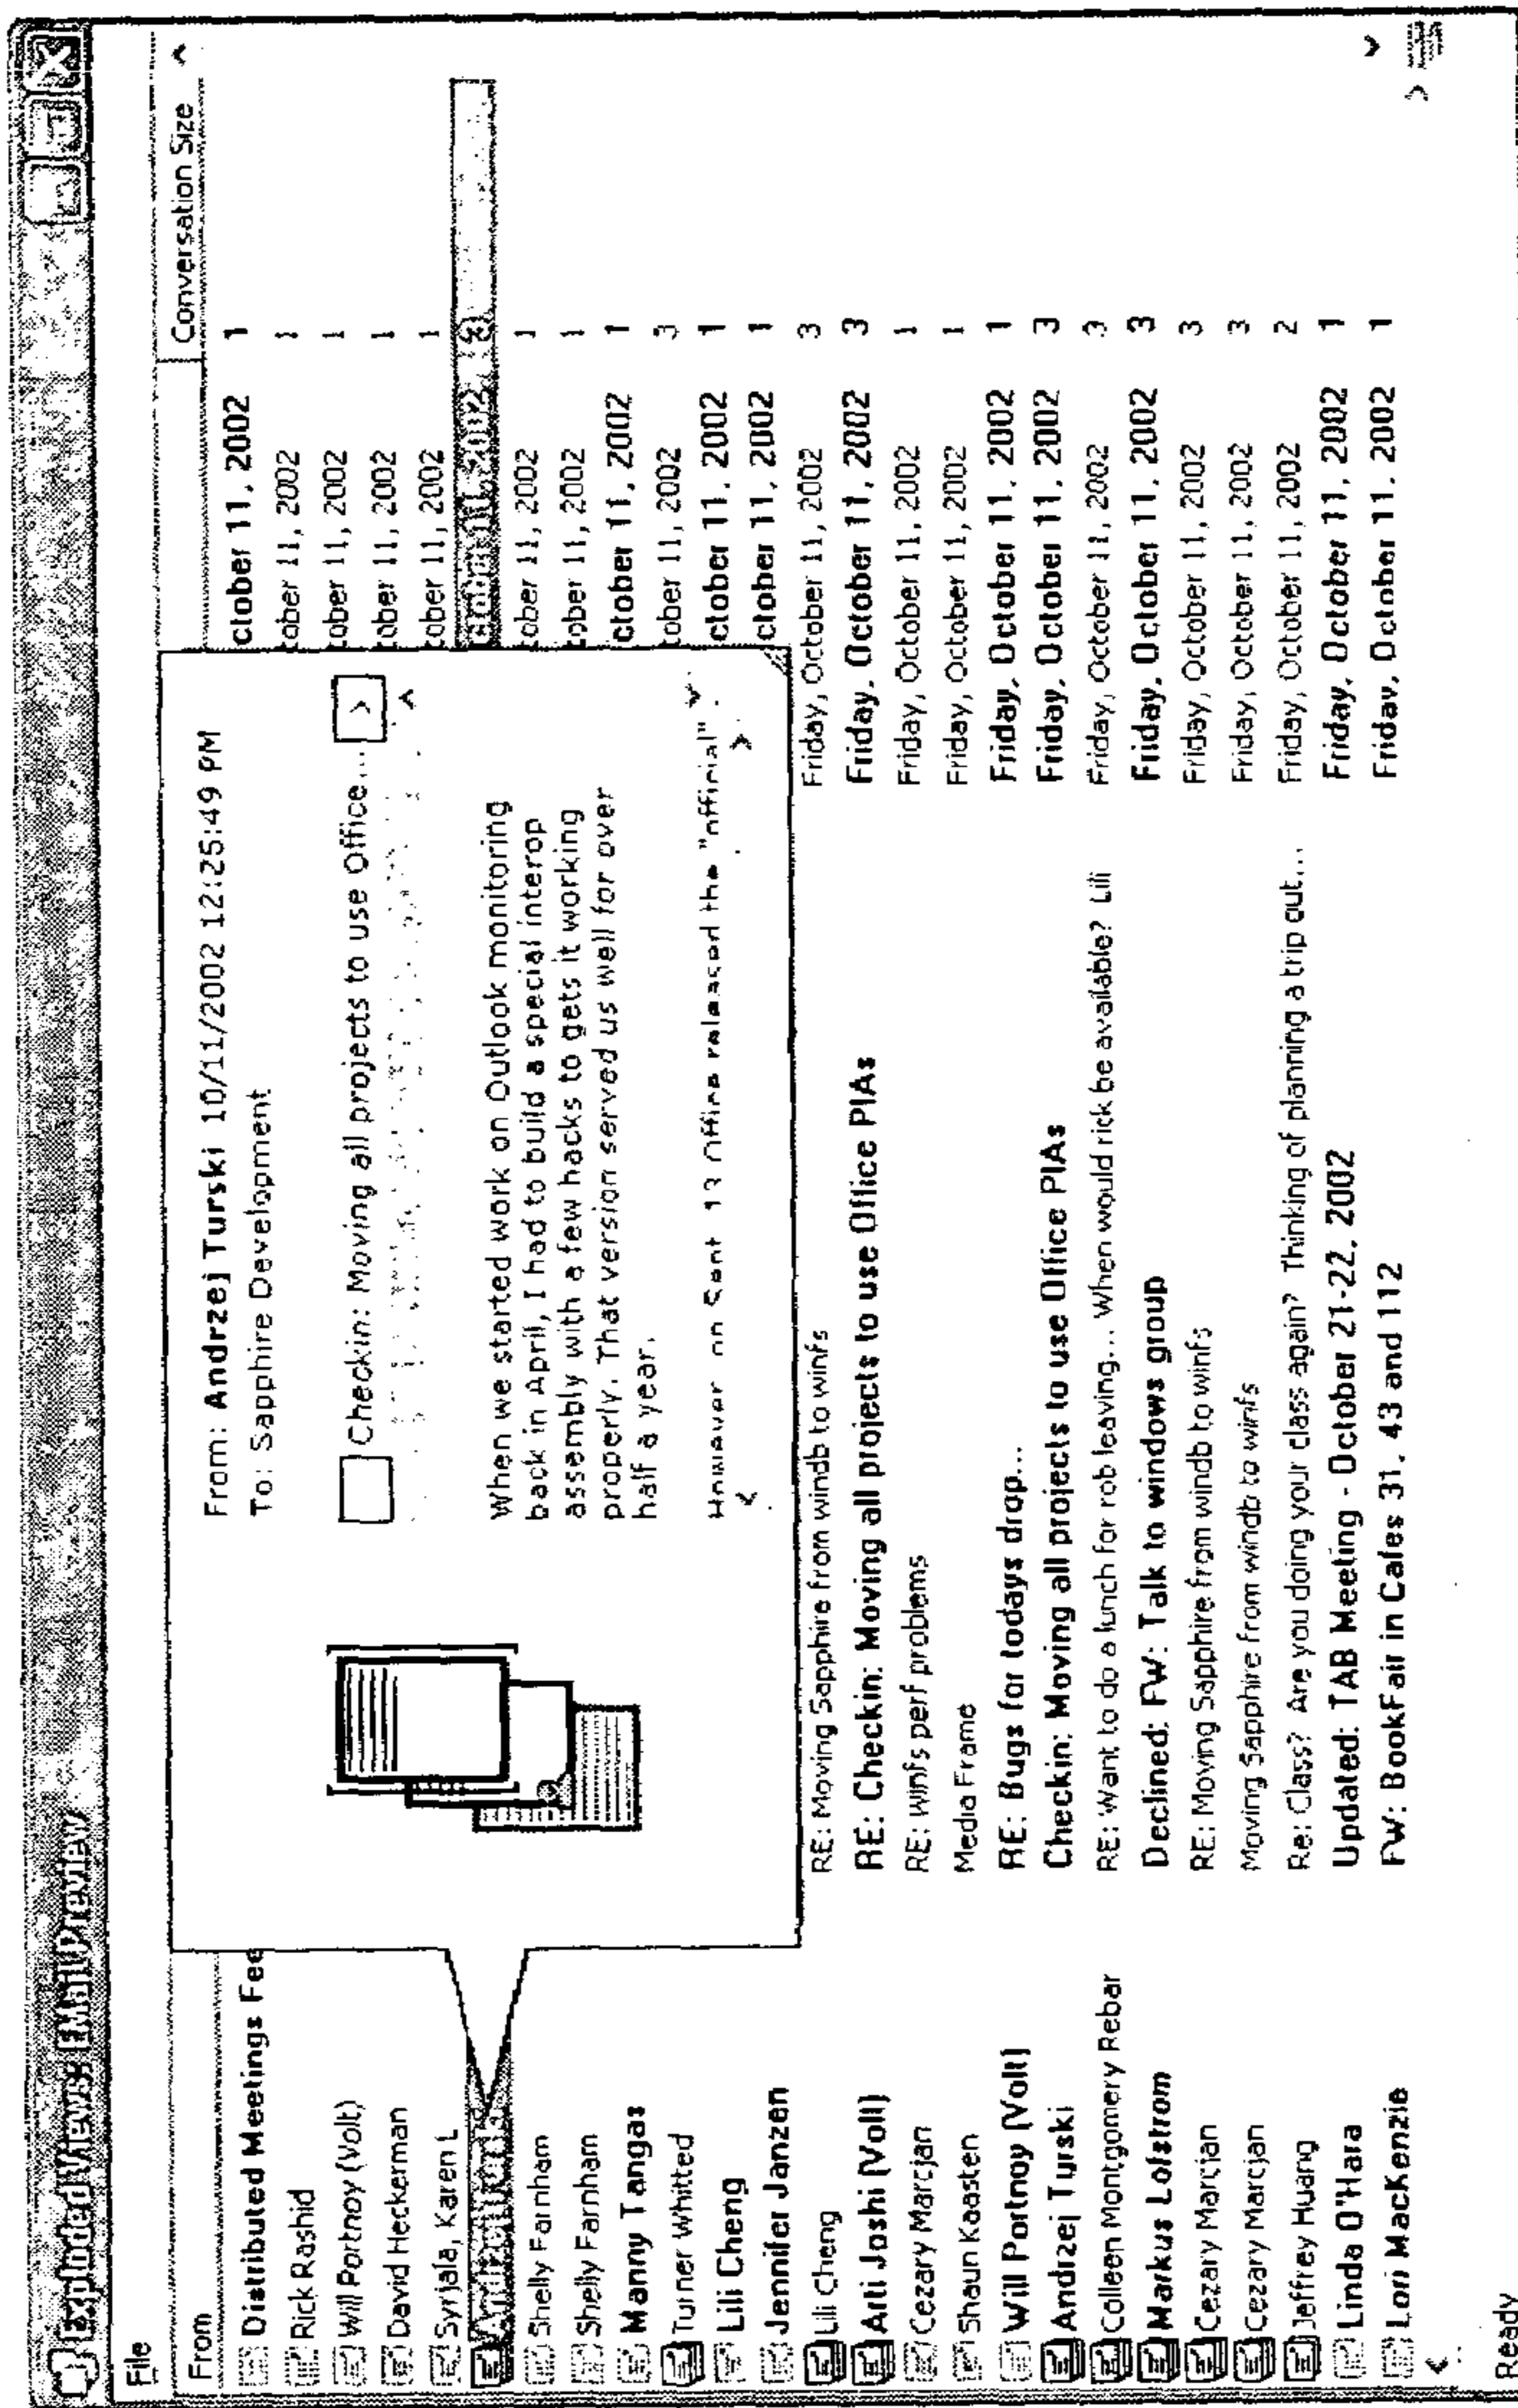 Exploded Views: EMail Preview
File
From
Conversation Size
Distributed Meetings Fee
ctober 11, 2002 1
Rick Rashid
tober 11, 2002 1
Will Portnoy (Volt)
ober 11, 2002 1
David Heckerman
tober 11, 2002 1
Syrjala, Karen L
tober 11, 2002 1
3
Shelly Farnham
ober 11, 2002 1
Shelly Farnham
ober 11, 2002 1
Manny Tangas
ctober 11, 2002 1
Turner Whitted
ober 11, 2002 3
Lili Cheng
ctober 11, 2002 1
Jennifer Janzen
ctober 11, 2002 1
From: Andrzej Turski 10/11/2002 12:25:49 PM
To: Sapphire Development
Checkin: Moving all projects to use Office...
When we started work on Outlook monitoring
back in April, I had to build a special interop
assembly with a few hacks to gets it working
properly. That version served us well for over
half a year.
However on Sept 13 Office released the "official"
Lili Cheng RE: Moving Sapphire from windb to winfs Friday, October 11, 2002 3
Arti Joshi (Volt) RE: Checkin: Moving all projects to use Office PIAs Friday, October 11, 2002 3
Cezary Marcjan RE: winfs perf problems Friday, October 11, 2002 1
Shaun Kaasten Media Frame Friday, October 11, 2002 1
Will Portnoy (Volt) RE: Bugs for todays drop... Friday, October 11, 2002 1
Andrzej Turski Checkin: Moving all projects to use Office PIAs Friday, October 11, 2002 3
Colleen Montgomery Rebar RE: Want to do a lunch for rob leaving... When would rick be available? Lili Friday, October 11, 2002 3
Markus Lofstrom Declined: FW: Talk to windows group Friday, October 11, 2002 3
Cezary Marcjan RE: Moving Sapphire from windb to winfs Friday, October 11, 2002 3
Cezary Marcjan Moving Sapphire from windb to winfs Friday, October 11, 2002 3
Jeffrey Huang Re: Class? Are you doing your class again? Thinking of planning a trip out... Friday, October 11, 2002 2
Linda O'Hara Updated: TAB Meeting - October 21-22, 2002 Friday, October 11, 2002 1
Lori MacKenzie FW: BookFair in Cafes 31, 43 and 112 Friday, October 11, 2002 1
Ready